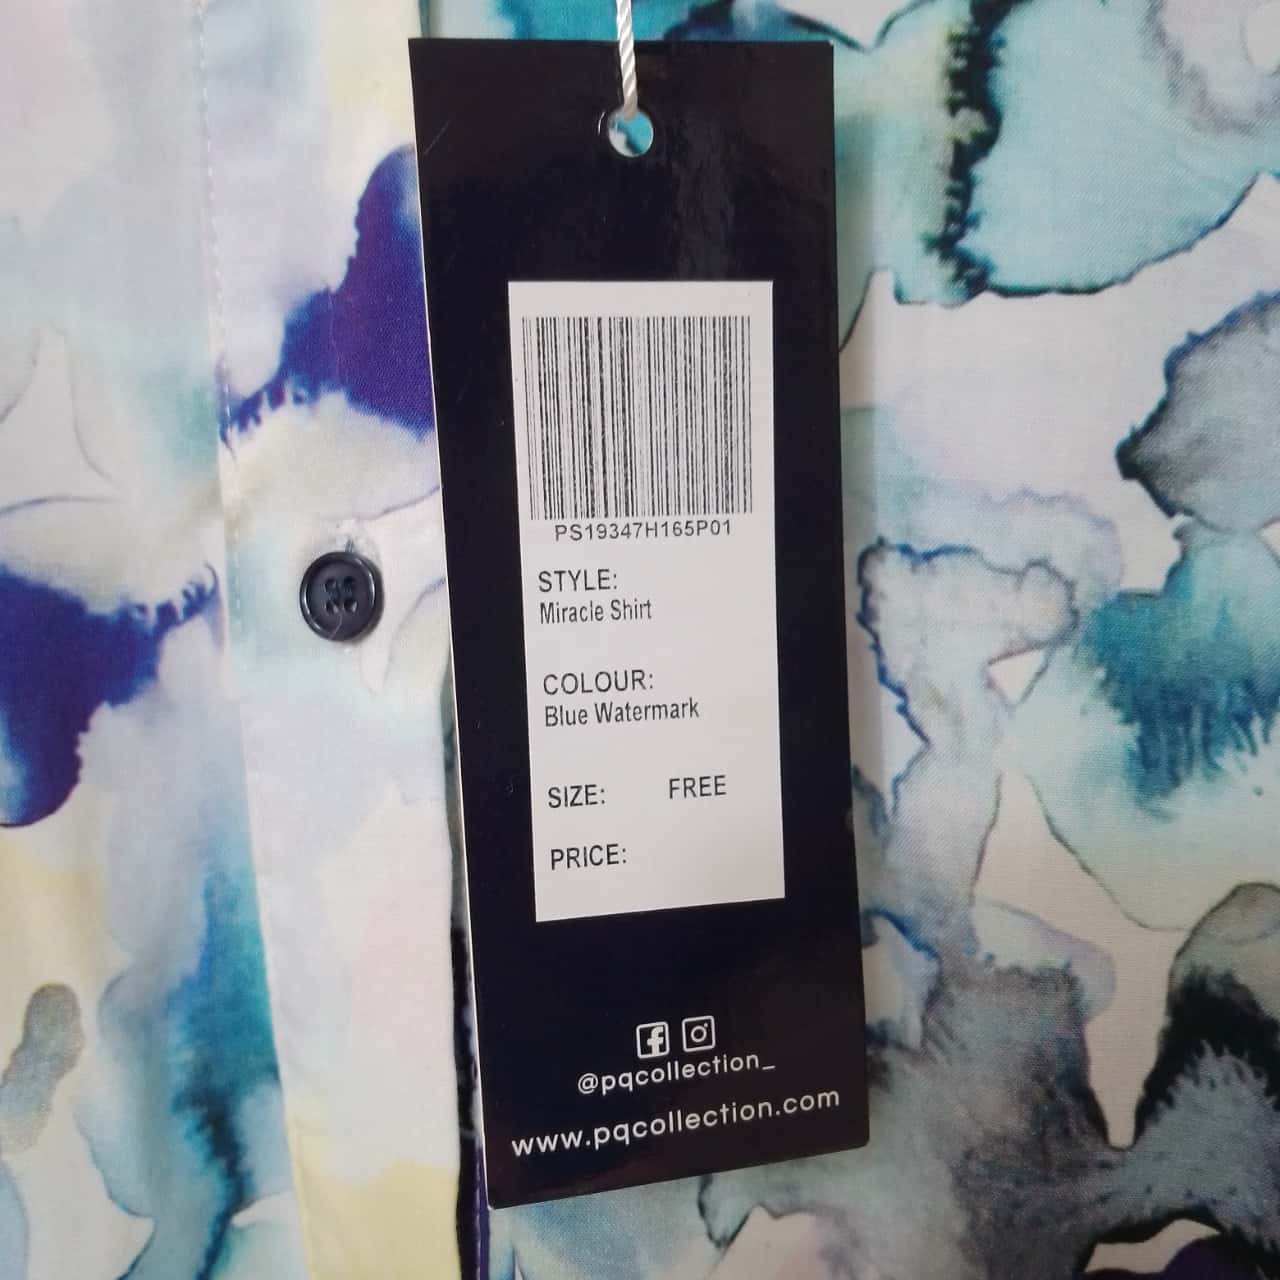 PS19347H165P01
STYLE:
Miracle Shirt
COLOUR:
Blue Watermark
SIZE: FREE
PRICE:
@pqcollection_
www.pqcollection.com